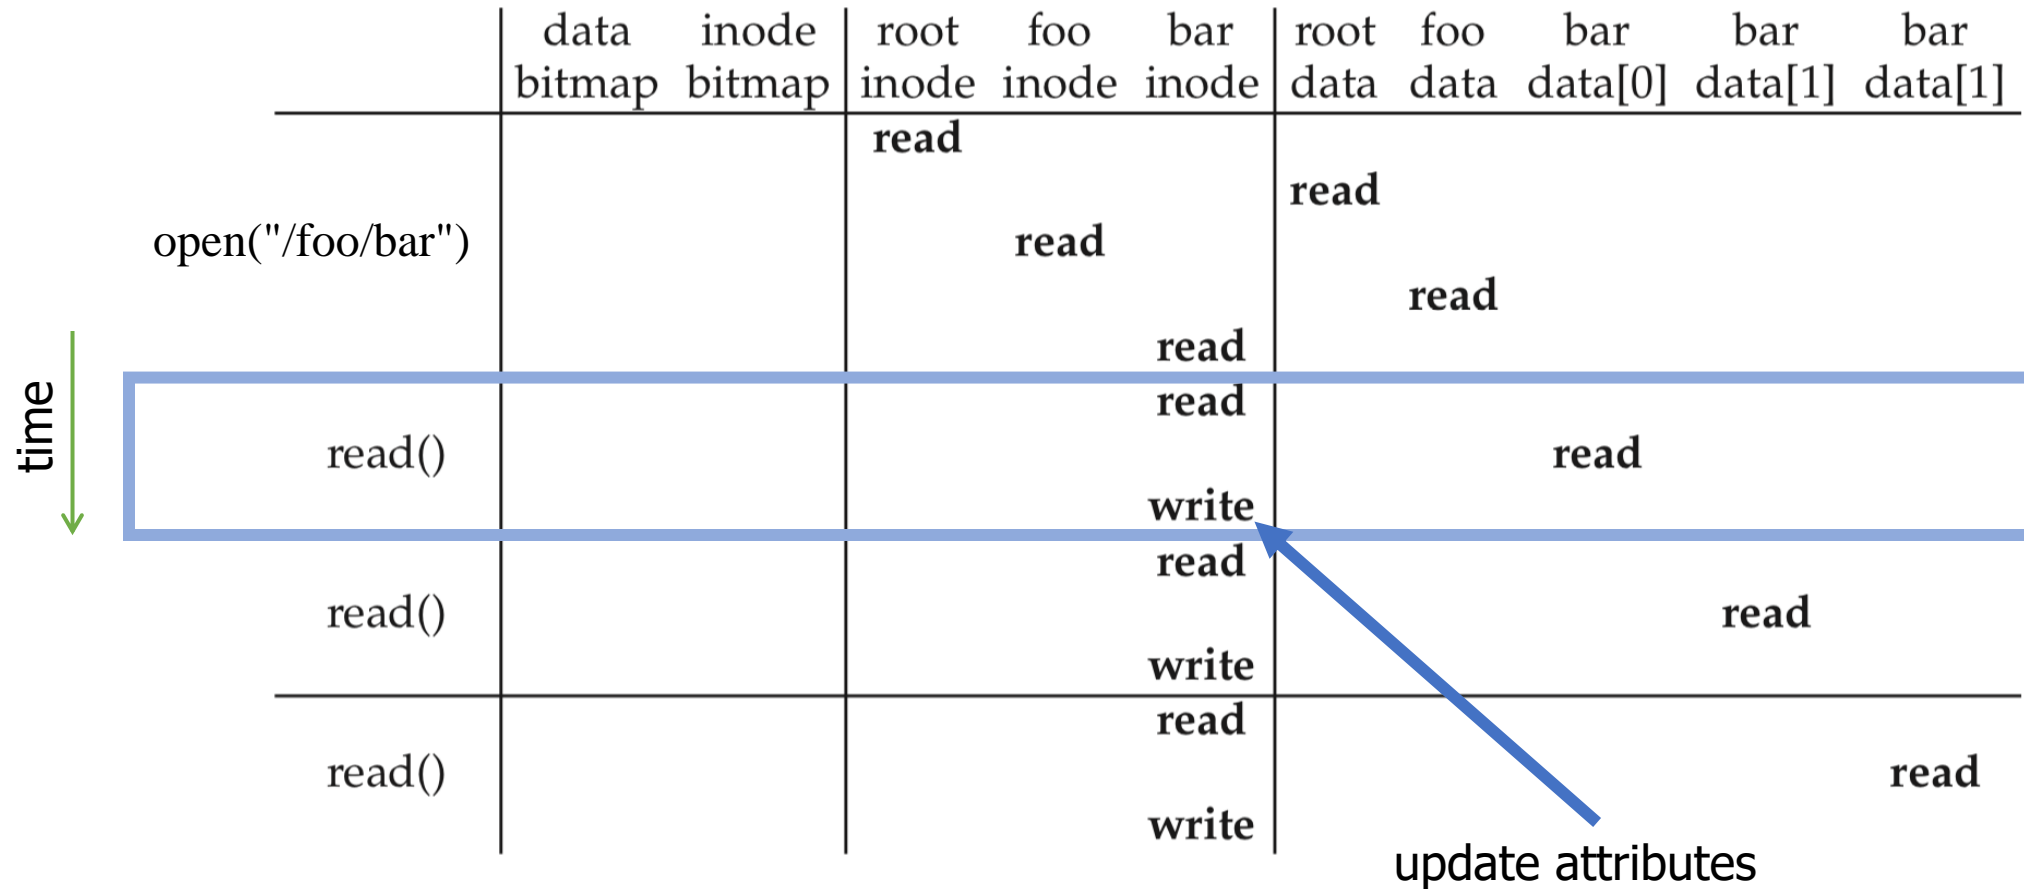 data inode root foo bar root foo bar bar bar
bitmap bitmap inode inode inode data data data[0] data[1] data[1]
read
read
open("/foo/bar") read
read
read
time
read
read() read
write
read
read() read
write
read
read() read
write
update attributes